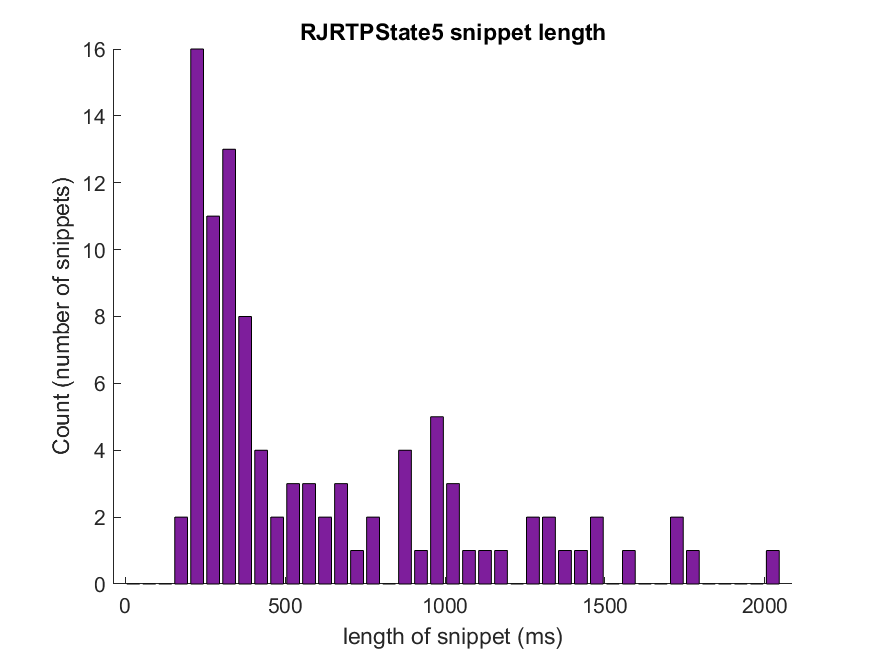 RJRTPState5 snippet length
16
14
12
10
8
6
4
2
0
Count (number of snippets)
0 500 1000 1500 2000
length of snippet (ms)